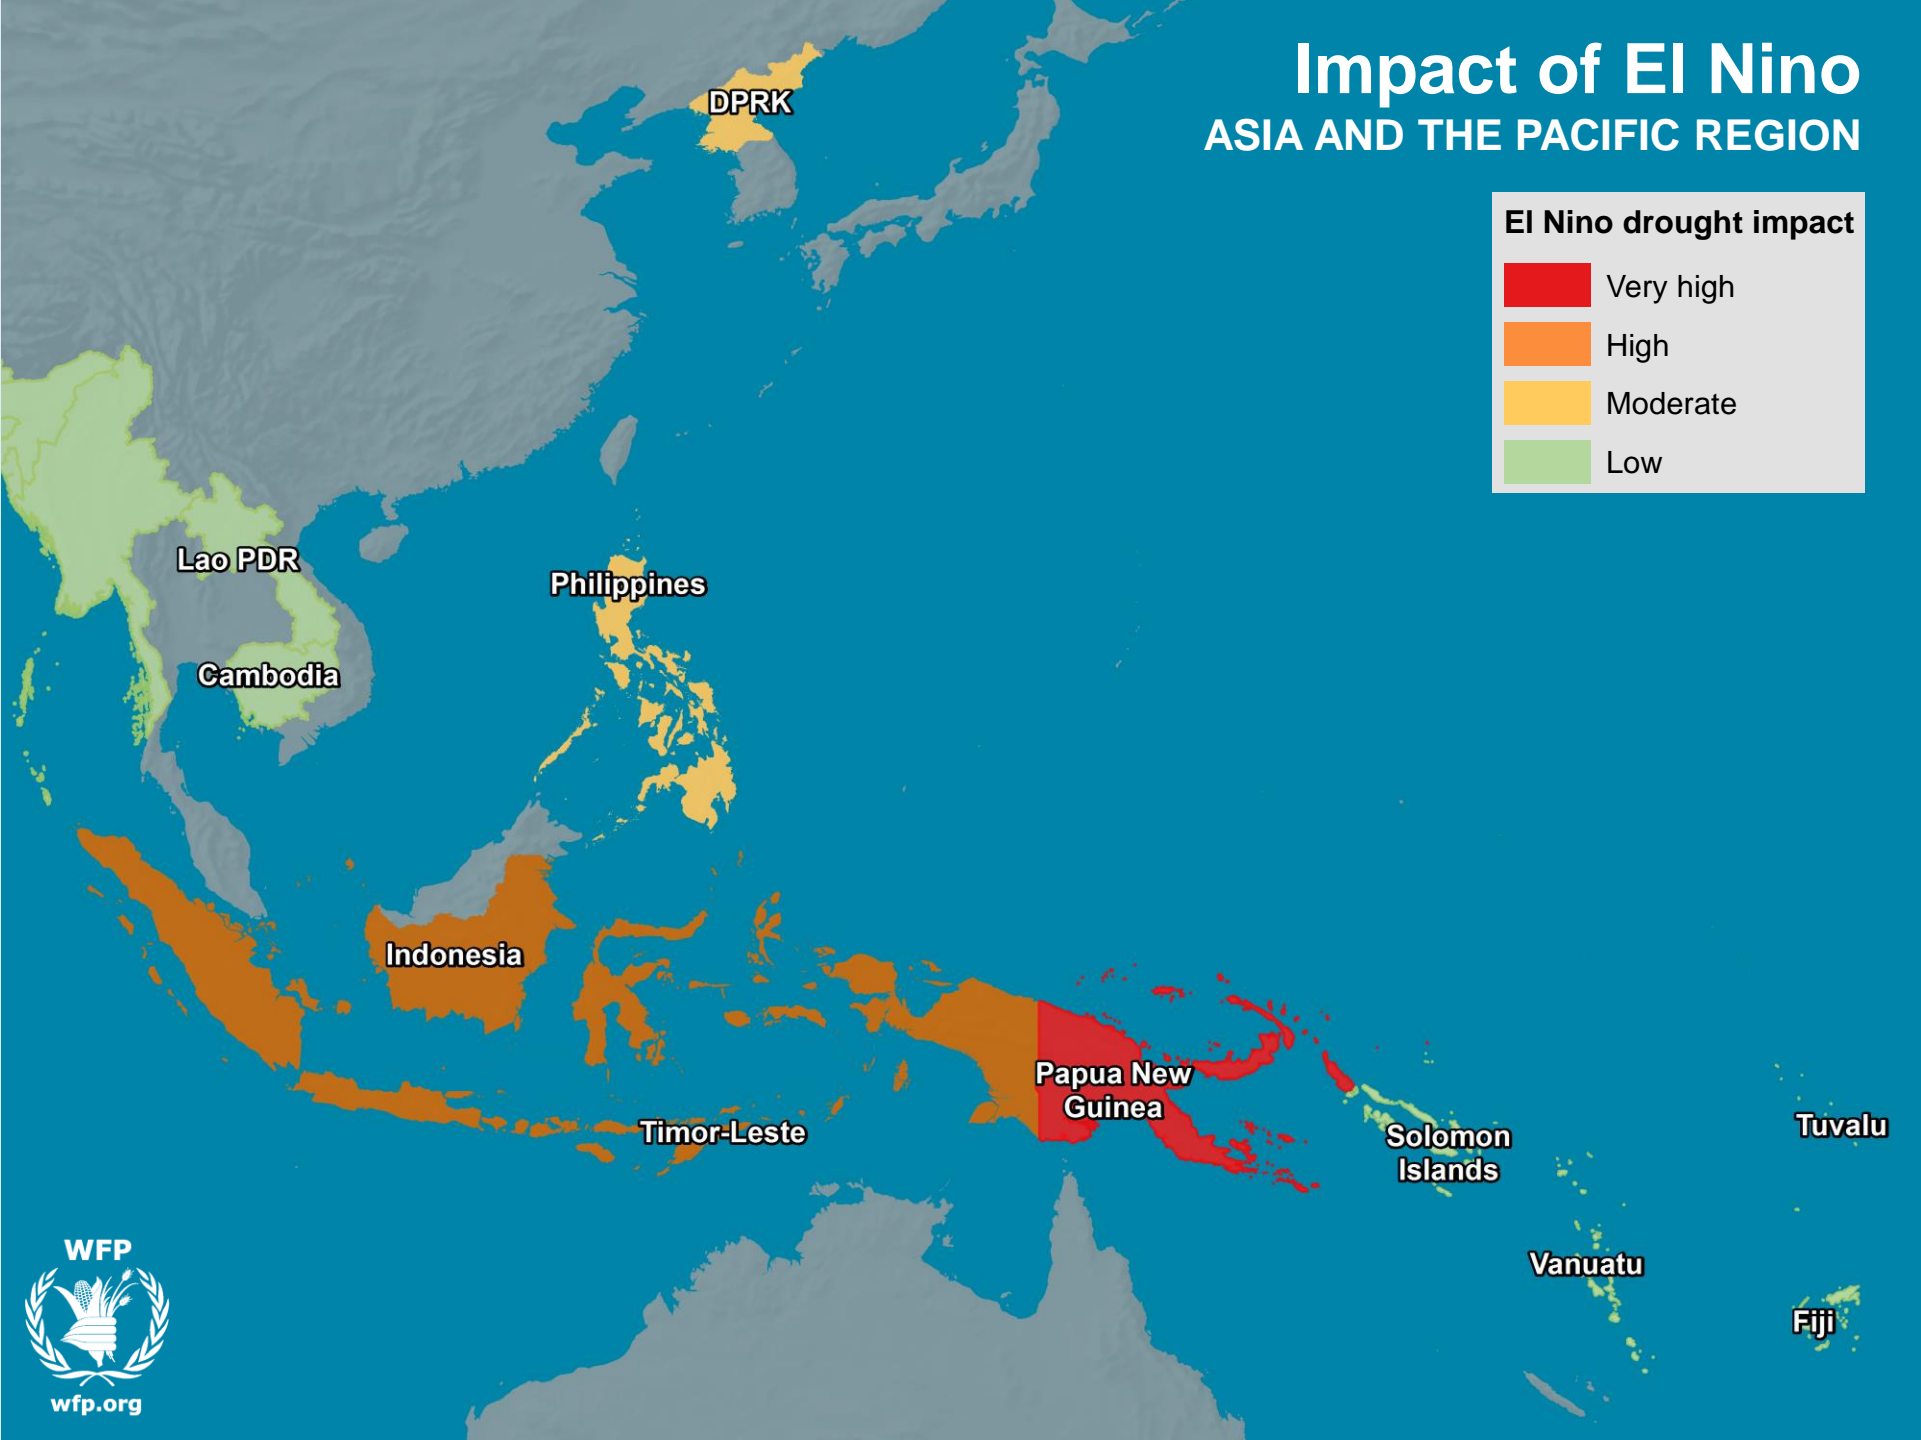 Impact of El Nino
ASIA AND THE PACIFIC REGION
El Nino drought impact
Very high
High
Moderate
Low
DPRK
Lao PDR
Philippines
Cambodia
Indonesia
Papua New
Guinea
Timor-Leste
Solomon
Islands
Tuvalu
Vanuatu
Fiji
WFP
wfp.org